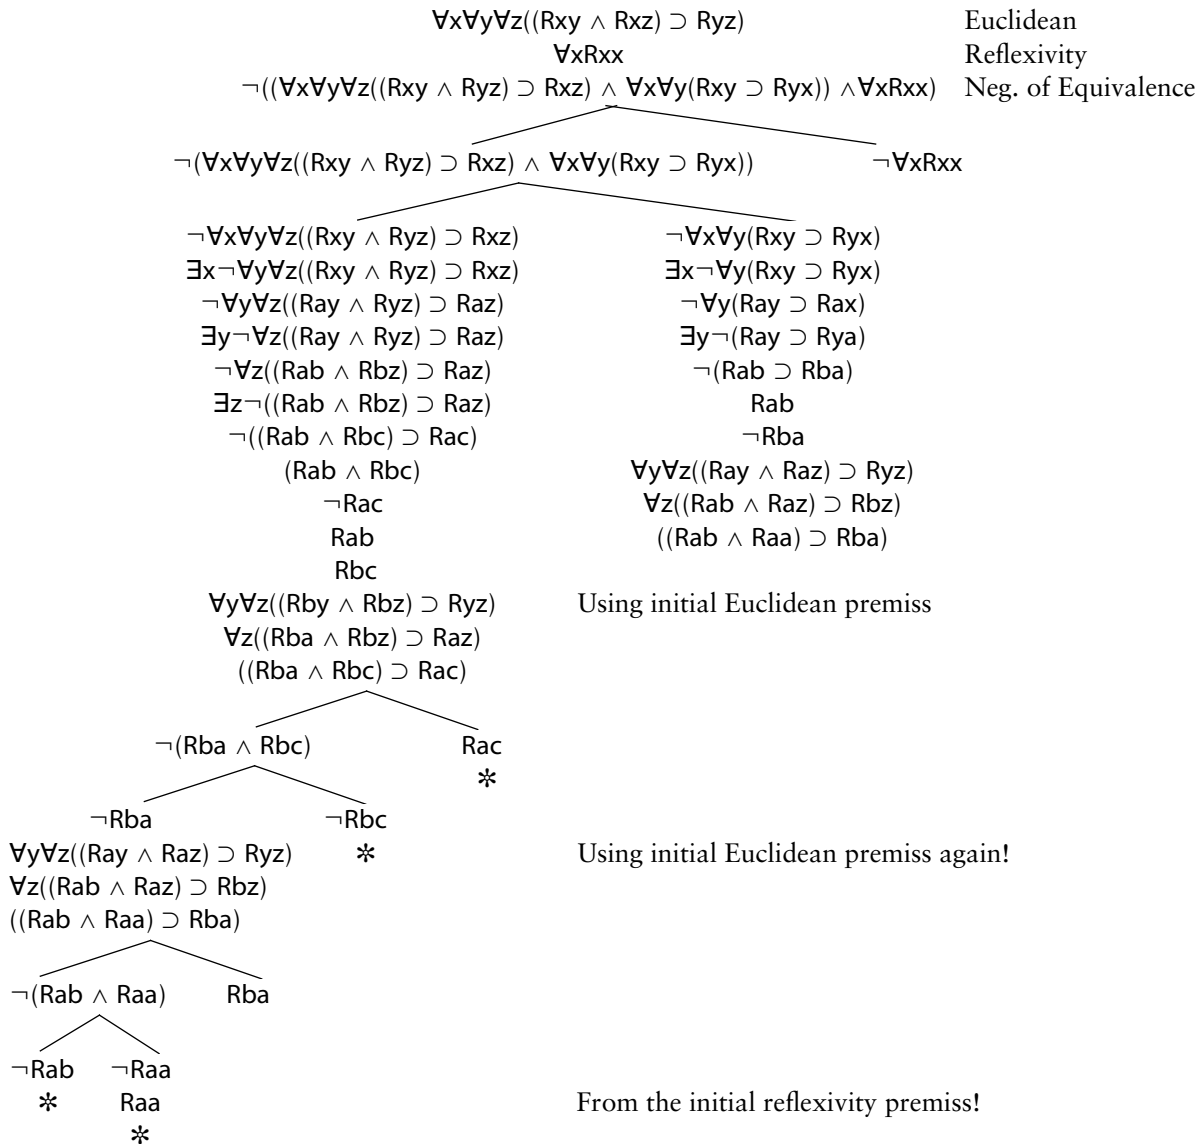 ∀x∀y∀z((Rxy ∧ Rxz) ⊃ Ryz) Euclidean
∀xRxx Reflexivity
¬((∀x∀y∀z((Rxy ∧ Ryz) ⊃ Rxz) ∧ ∀x∀y(Rxy ⊃ Ryx)) ∧∀xRxx) Neg. of Equivalence
¬(∀x∀y∀z((Rxy ∧ Ryz) ⊃ Rxz) ∧ ∀x∀y(Rxy ⊃ Ryx)) ¬∀xRxx
¬∀x∀y∀z((Rxy ∧ Ryz) ⊃ Rxz) ¬∀x∀y(Rxy ⊃ Ryx)
∃x¬∀y∀z((Rxy ∧ Ryz) ⊃ Rxz) ∃x¬∀y(Rxy ⊃ Ryx)
¬∀y∀z((Ray ∧ Ryz) ⊃ Raz) ¬∀y(Ray ⊃ Rax)
∃y¬∀z((Ray ∧ Ryz) ⊃ Raz) ∃y¬(Ray ⊃ Rya)
¬∀z((Rab ∧ Rbz) ⊃ Raz) ¬(Rab ⊃ Rba)
∃z¬((Rab ∧ Rbz) ⊃ Raz) Rab
¬((Rab ∧ Rbc) ⊃ Rac) ¬Rba
(Rab ∧ Rbc) ∀y∀z((Ray ∧ Raz) ⊃ Ryz)
¬Rac ∀z((Rab ∧ Raz) ⊃ Rbz)
Rab ((Rab ∧ Raa) ⊃ Rba)
Rbc
∀y∀z((Rby ∧ Rbz) ⊃ Ryz) Using initial Euclidean premiss
∀z((Rba ∧ Rbz) ⊃ Raz)
((Rba ∧ Rbc) ⊃ Rac)
¬(Rba ∧ Rbc) Rac
✲
¬Rba ¬Rbc
∀y∀z((Ray ∧ Raz) ⊃ Ryz) ✲ Using initial Euclidean premiss again!
∀z((Rab ∧ Raz) ⊃ Rbz)
((Rab ∧ Raa) ⊃ Rba)
¬(Rab ∧ Raa) Rba
¬Rab ¬Raa
✲ Raa From the initial reflexivity premiss!
✲